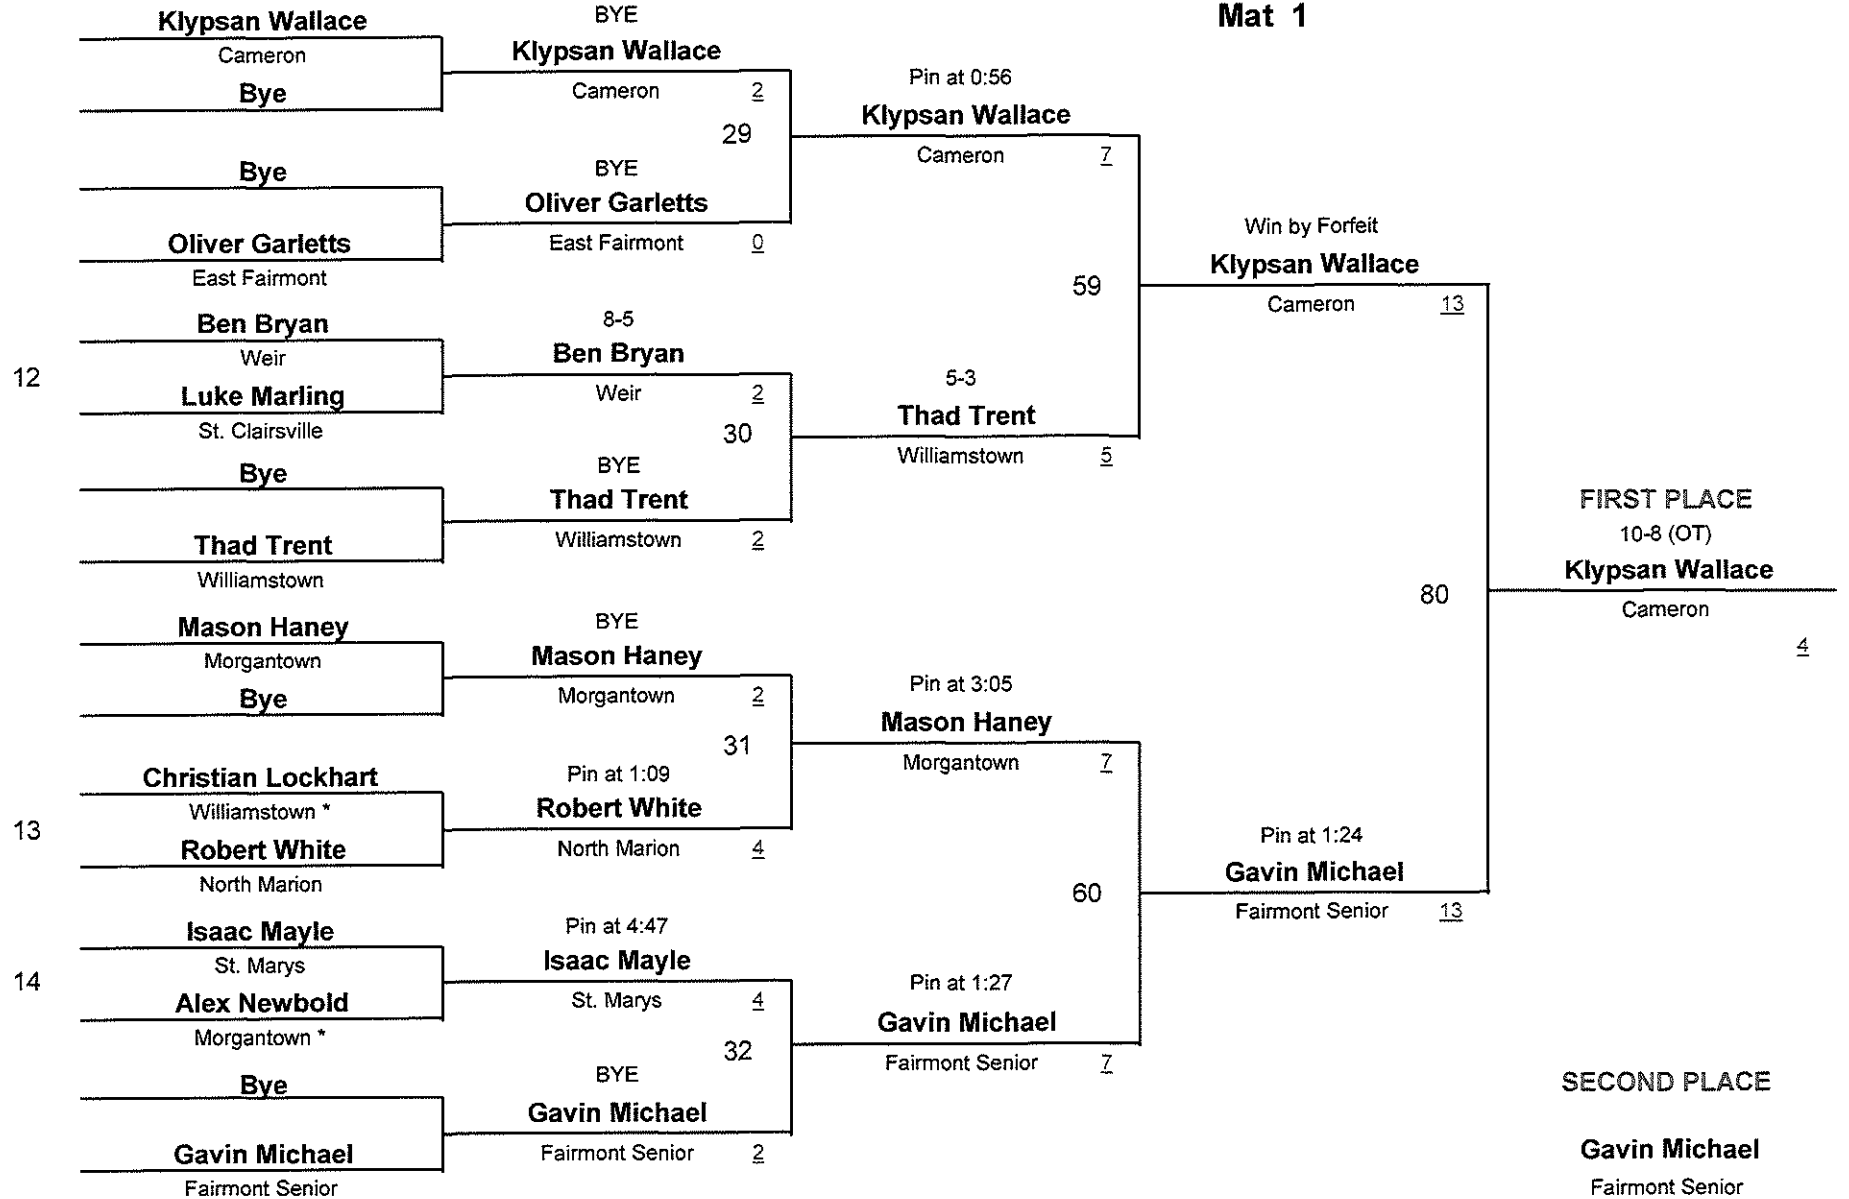 Mat 1
Klypsan Wallace
Cameron
Bye
Bye
Oliver Garletts
East Fairmont
12
Ben Bryan
Weir
Luke Marling
St. Clairsville
Bye
Thad Trent
Williamstown
Mason Haney
Morgantown
Bye
13
Christian Lockhart
Williamstown *
Robert White
North Marion
14
Isaac Mayle
St. Marys
Alex Newbold
Morgantown *
Bye
Gavin Michael
Fairmont Senior
BYE
Klypsan Wallace
Cameron 2
29
BYE
Oliver Garletts
East Fairmont 0
8-5
Ben Bryan
Weir 2
30
BYE
Thad Trent
Williamstown 2
BYE
Mason Haney
Morgantown 2
31
Pin at 1:09
Robert White
North Marion 4
Pin at 4:47
Isaac Mayle
St. Marys 4
32
BYE
Gavin Michael
Fairmont Senior 2
Pin at 0:56
Klypsan Wallace
Cameron 7
59
5-3
Thad Trent
Williamstown 5
Pin at 3:05
Mason Haney
Morgantown 7
60
Pin at 1:27
Gavin Michael
Fairmont Senior 7
Win by Forfeit
Klypsan Wallace
Cameron 13
80
Pin at 1:24
Gavin Michael
Fairmont Senior 13
FIRST PLACE
10-8 (OT)
Klypsan Wallace
Cameron
4
SECOND PLACE
Gavin Michael
Fairmont Senior